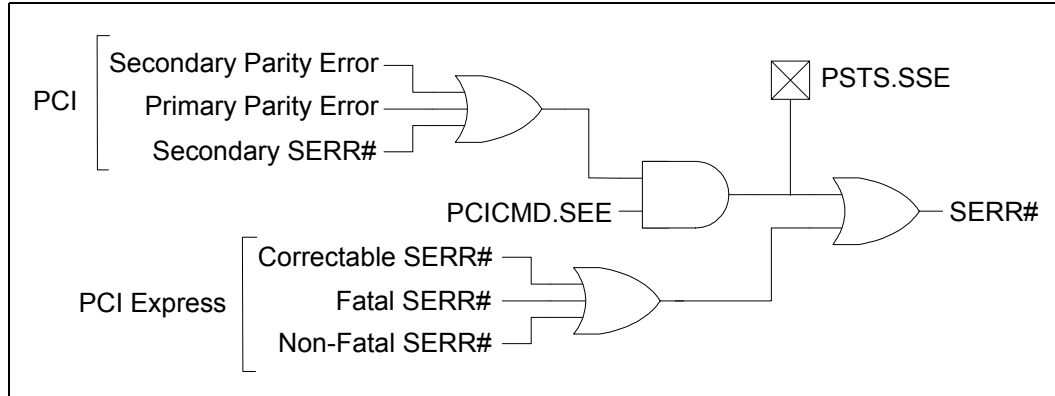 PCI
Secondary Parity Error
Primary Parity Error
Secondary SERR#
PCICMD.SEE
PSTS.SSE
SERR#
PCI Express
Correctable SERR#
Fatal SERR#
Non-Fatal SERR#